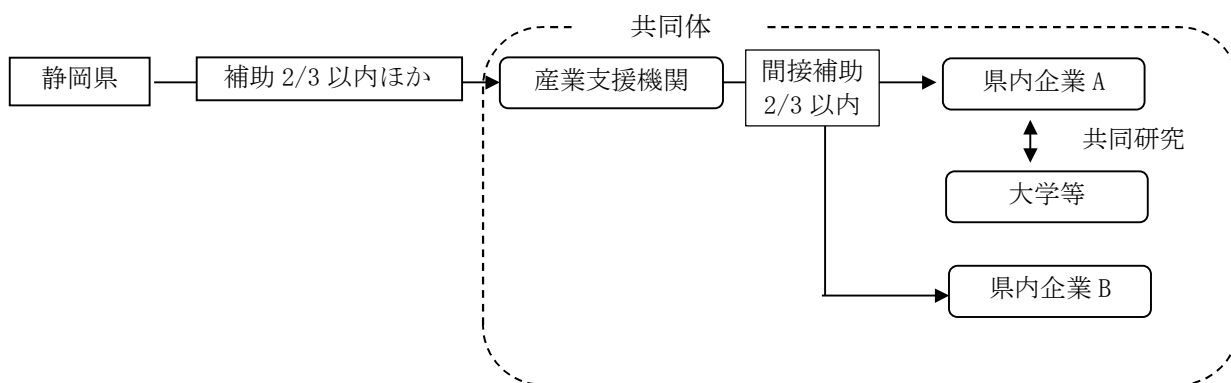 共同体
静岡県
補助 2/3 以内ほか
産業支援機関
間接補助
2/3 以内
県内企業 A
共同研究
大学等
県内企業 B